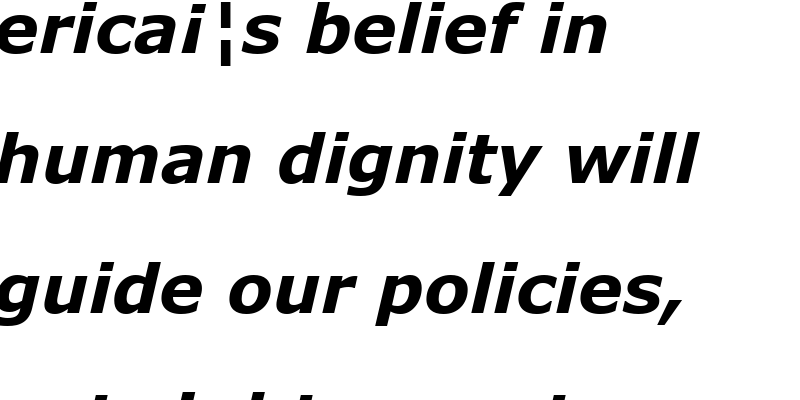 ericai¦s belief in
human dignity will
guide our policies,